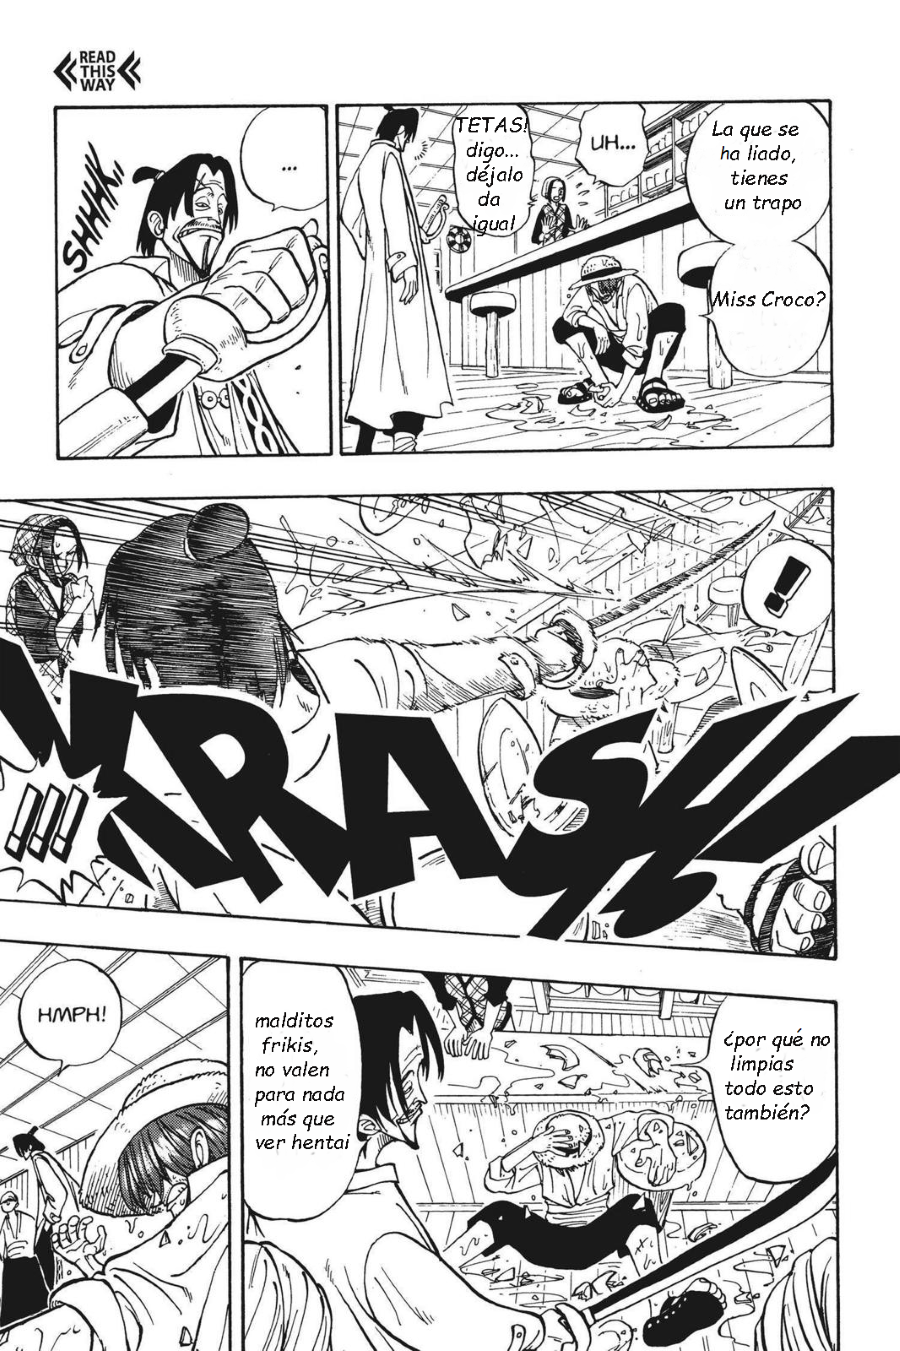 READ
THIS
WAY
La que se
ha liado,
tienes
un trapo
Miss Croco?
UH...
TETAS!
digo...
déjalo
da
igual
...
SHHHK.
!!
KRASH!
!!!
¿por qué no
limpias
todo esto
también?
malditos
frikis,
no valen
para nada
más que
ver hentai
HMPH!